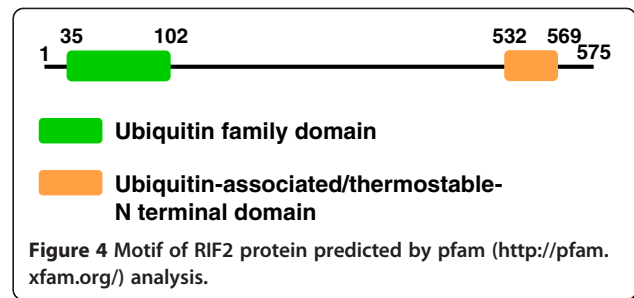 35 102 532 569
1 575
Ubiquitin family domain
Ubiquitin-associated/thermostable-
N terminal domain
Figure 4 Motif of RIF2 protein predicted by pfam (http://pfam.
xfam.org/) analysis.